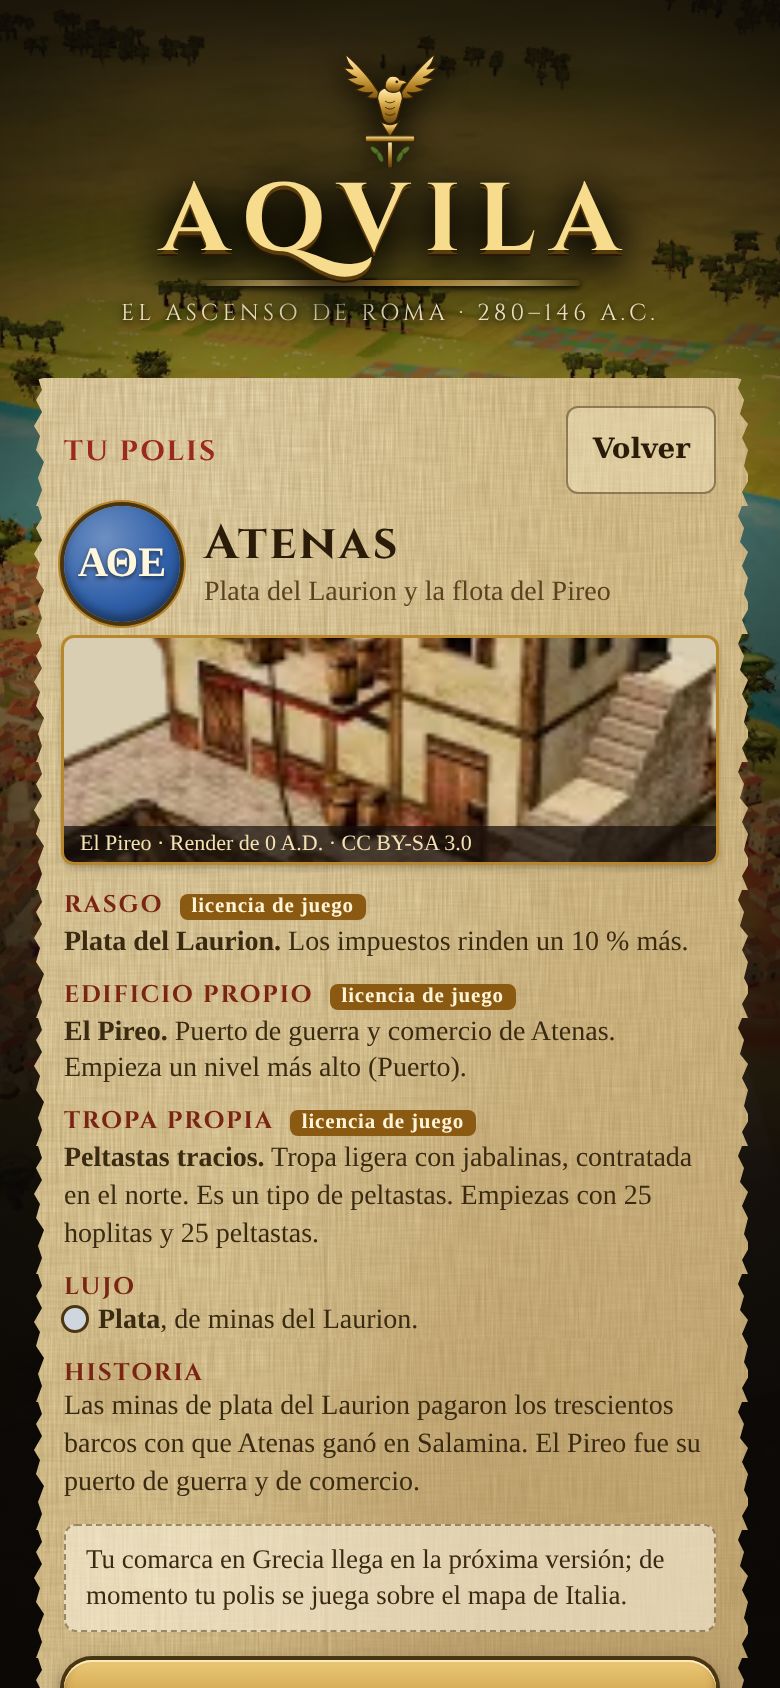 AQVILA
EL ASCENSO DE ROMA · 280–146 A.C.
TU POLIS
Volver
ΑΘΕ
ATENAS
Plata del Laurion y la flota del Pireo
El Pireo · Render de 0 A.D. · CC BY-SA 3.0
RASGO licencia de juego
Plata del Laurion. Los impuestos rinden un 10 % más.
EDIFICIO PROPIO licencia de juego
El Pireo. Puerto de guerra y comercio de Atenas.
Empieza un nivel más alto (Puerto).
TROPA PROPIA licencia de juego
Peltastas tracios. Tropa ligera con jabalinas, contratada
en el norte. Es un tipo de peltastas. Empiezas con 25
hoplitas y 25 peltastas.
LUJO
Plata, de minas del Laurion.
HISTORIA
Las minas de plata del Laurion pagaron los trescientos
barcos con que Atenas ganó en Salamina. El Pireo fue su
puerto de guerra y de comercio.
Tu comarca en Grecia llega en la próxima versión; de
momento tu polis se juega sobre el mapa de Italia.